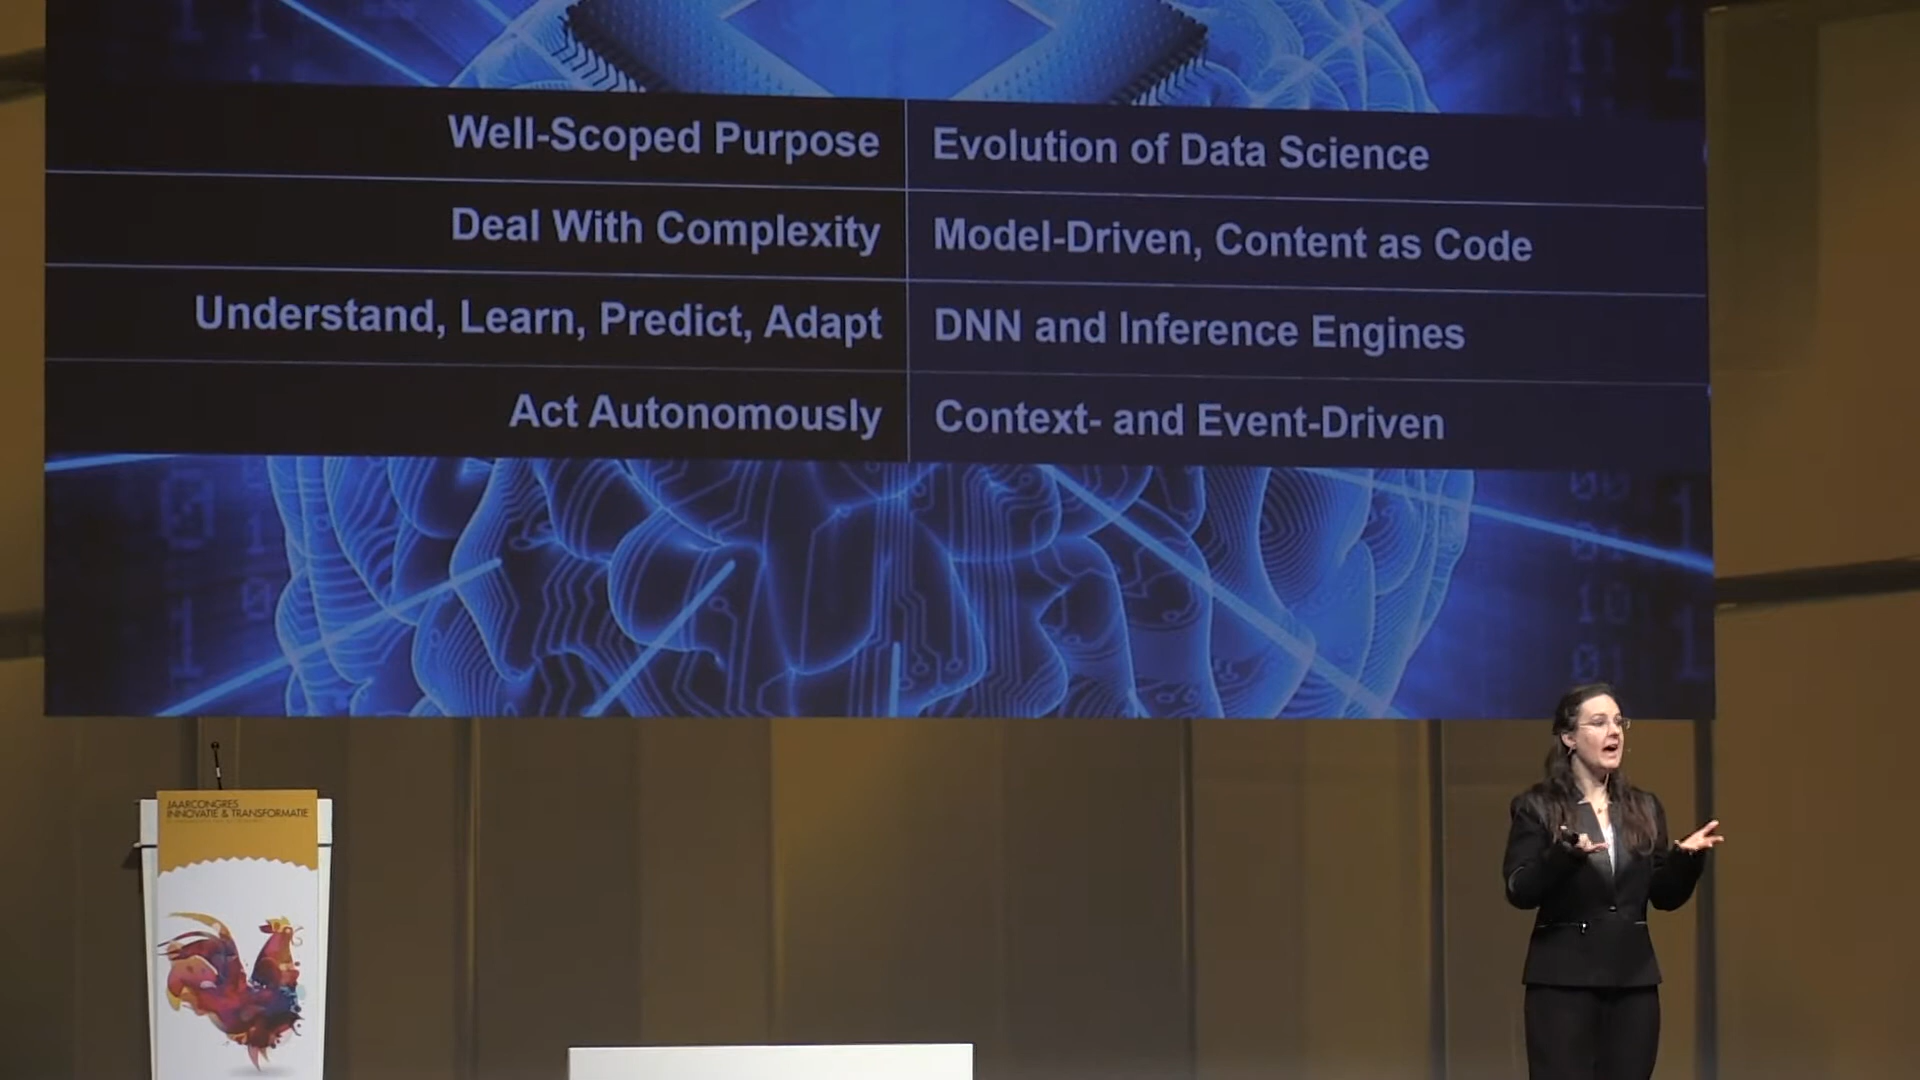 Well-Scoped Purpose
Evolution of Data Science
Deal With Complexity
Model-Driven, Content as Code
Understand, Learn, Predict, Adapt
DNN and Inference Engines
Act Autonomously
Context- and Event-Driven
JAARCONGRES
INNOVATIE & TRANSFORMATIE